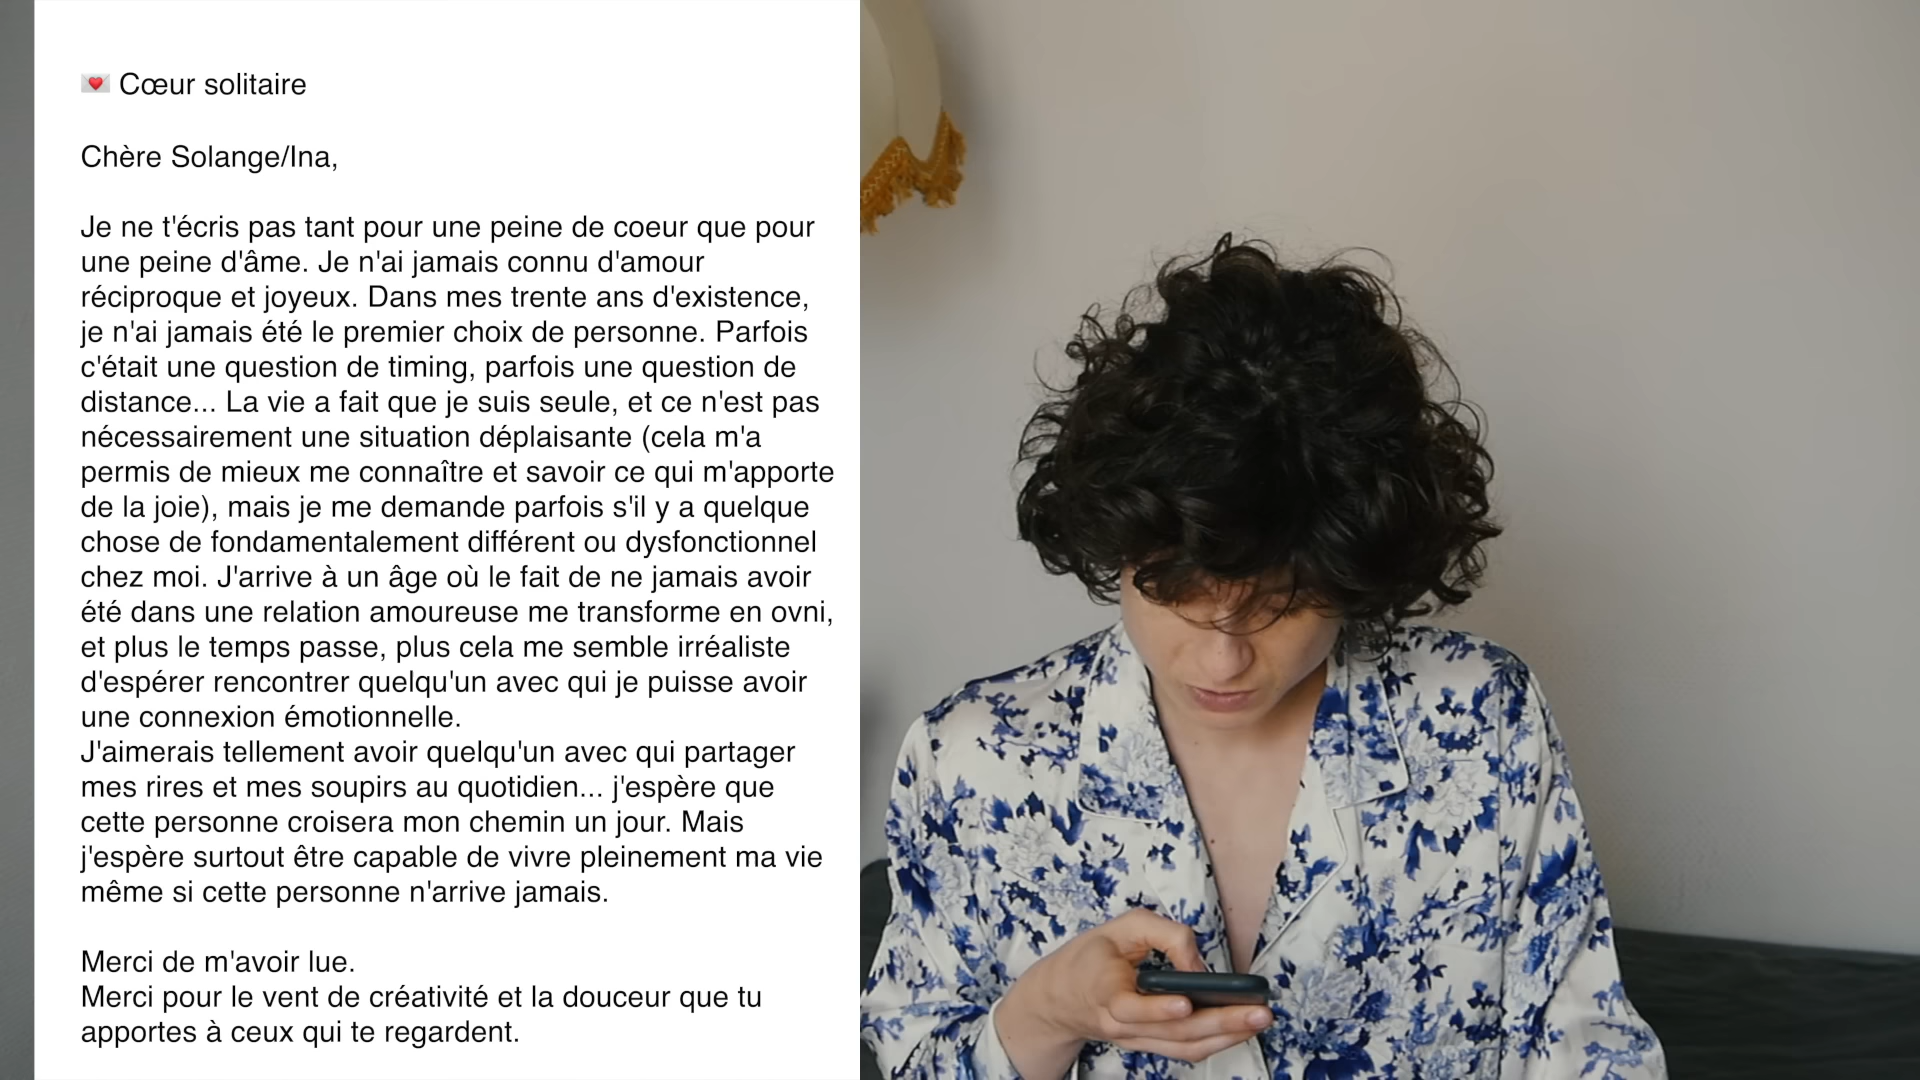 💌 Cœur solitaire
Chère Solange/Ina,
Je ne t'écris pas tant pour une peine de coeur que pour
une peine d'âme. Je n'ai jamais connu d'amour
réciproque et joyeux. Dans mes trente ans d'existence,
je n'ai jamais été le premier choix de personne. Parfois
c'était une question de timing, parfois une question de
distance... La vie a fait que je suis seule, et ce n'est pas
nécessairement une situation déplaisante (cela m'a
permis de mieux me connaître et savoir ce qui m'apporte
de la joie), mais je me demande parfois s'il y a quelque
chose de fondamentalement différent ou dysfonctionnel
chez moi. J'arrive à un âge où le fait de ne jamais avoir
été dans une relation amoureuse me transforme en ovni,
et plus le temps passe, plus cela me semble irréaliste
d'espérer rencontrer quelqu'un avec qui je puisse avoir
une connexion émotionnelle.
J'aimerais tellement avoir quelqu'un avec qui partager
mes rires et mes soupirs au quotidien... j'espère que
cette personne croisera mon chemin un jour. Mais
j'espère surtout être capable de vivre pleinement ma vie
même si cette personne n'arrive jamais.
Merci de m'avoir lue.
Merci pour le vent de créativité et la douceur que tu
apportes à ceux qui te regardent.